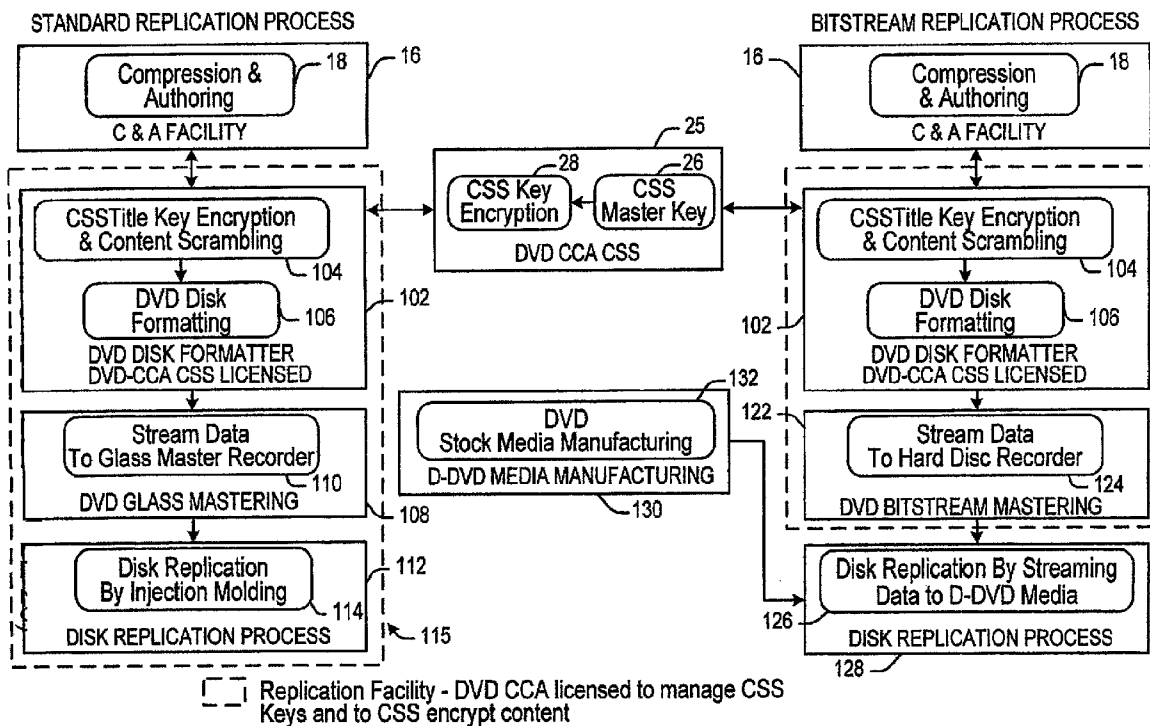 STANDARD REPLICATION PROCESS
16
18
Compression &
Authoring
C & A FACILITY
CSSTitle Key Encryption
& Content Scrambling
104
DVD Disk
Formatting
106
102
DVD DISK FORMATTER
DVD-CCA CSS LICENSED
Stream Data
To Glass Master Recorder
110
DVD GLASS MASTERING
108
Disk Replication
By Injection Molding
114
112
DISK REPLICATION PROCESS
115
25
28
26
CSS Key
Encryption
CSS
Master Key
DVD CCA CSS
132
DVD
Stock Media Manufacturing
D-DVD MEDIA MANUFACTURING
130
BITSTREAM REPLICATION PROCESS
16
18
Compression
& Authoring
C & A FACILITY
CSSTitle Key Encryption
& Content Scrambling
104
DVD Disk
Formatting
106
102
DVD DISK FORMATTER
DVD-CCA CSS LICENSED
122
Stream Data
To Hard Disc Recorder
124
DVD BITSTREAM MASTERING
Disk Replication By Streaming
Data to D-DVD Media
126
DISK REPLICATION PROCESS
128
Replication Facility - DVD CCA licensed to manage CSS
Keys and to CSS encrypt content